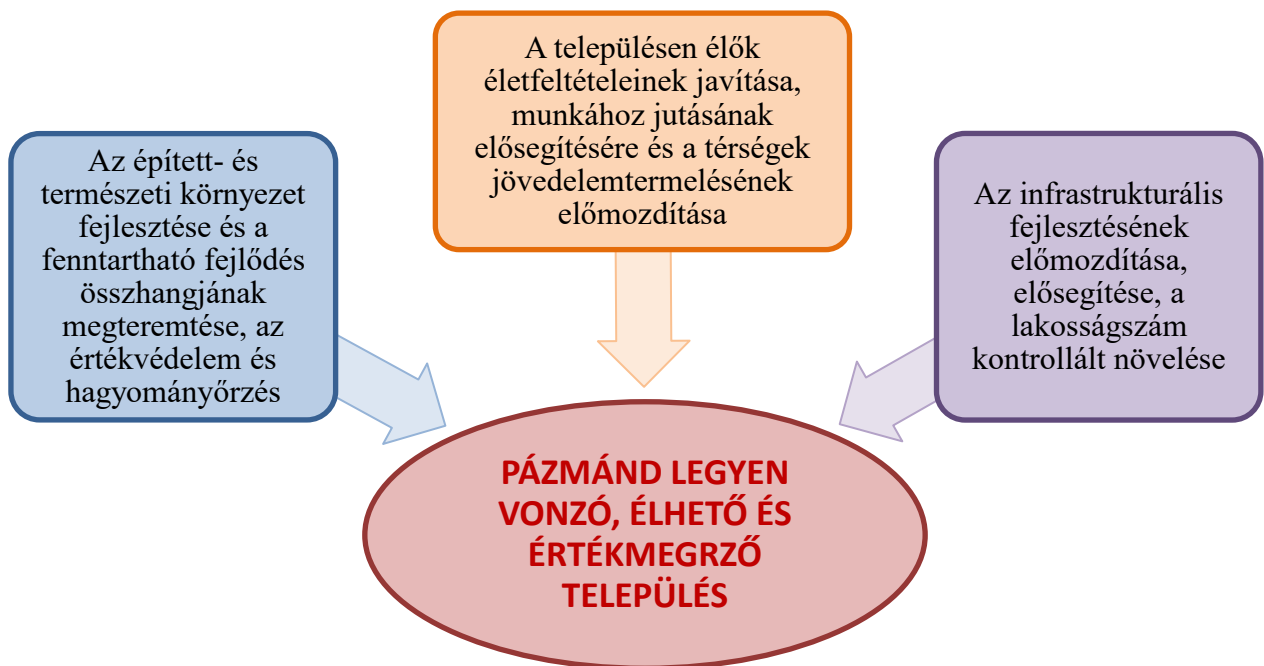 Az épített- és
természeti környezet
fejlesztése és a
fenntartható fejlődés
összhangjának
megteremtése, az
értékvédelem és
hagyományőrzés
A településen élők
életfeltételeinek javítása,
munkához jutásának
elősegítésére és a térségek
jövedelemtermelésének
előmozdítása
Az infrastrukturális
fejlesztésének
előmozdítása,
elősegítése, a
lakosságszám
kontrollált növelése
PÁZMÁND LEGYEN
VONZÓ, ÉLHETŐ ÉS
ÉRTÉKMEGRZŐ
TELEPÜLÉS